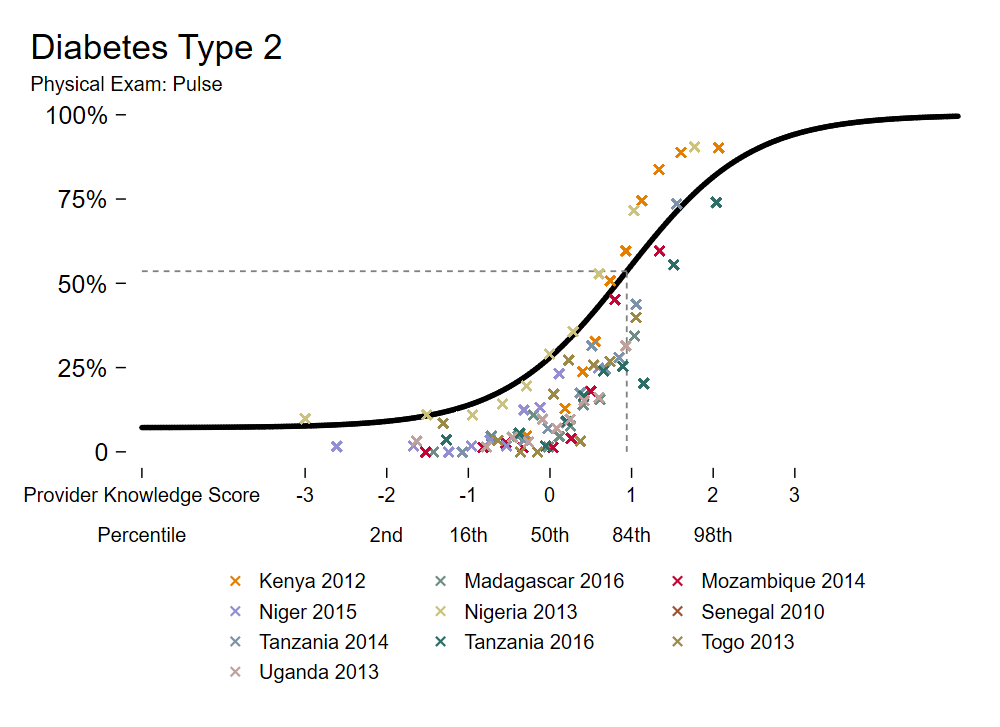 Diabetes Type 2
Physical Exam: Pulse
100%
75%
50%
25%
0
Provider Knowledge Score -3 -2 -1 0 1 2 3
Percentile 2nd 16th 50th 84th 98th
Kenya 2012 Madagascar 2016 Mozambique 2014
Niger 2015 Nigeria 2013 Senegal 2010
Tanzania 2014 Tanzania 2016 Togo 2013
Uganda 2013